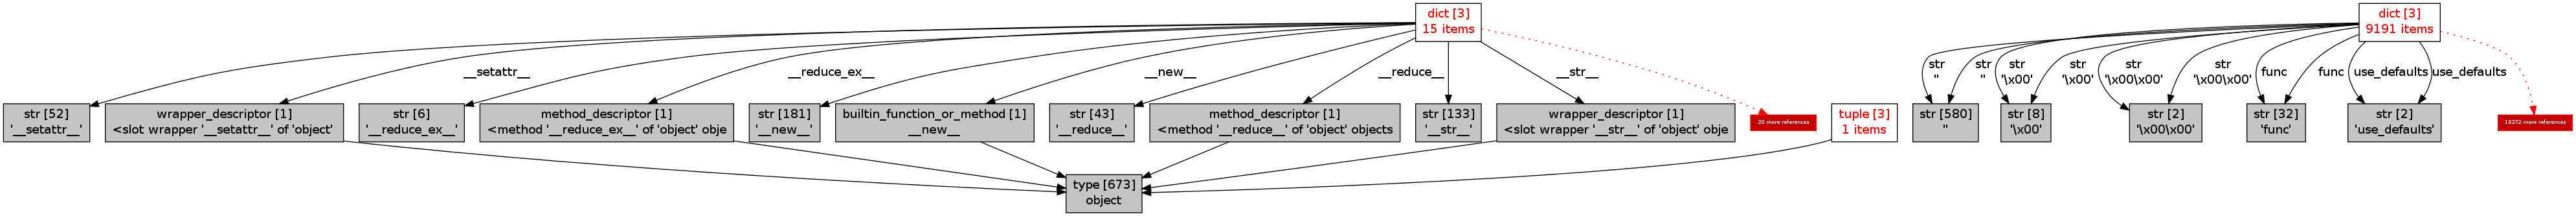 dict [3]
15 items
dict [3]
9191 items
__setattr__
__reduce_ex__
__new__
__reduce__
__str__
str
''
str
''
str
'\x00'
str
'\x00'
str
'\x00\x00'
str
'\x00\x00'
func
func
use_defaults
use_defaults
str [52]
'__setattr__'
wrapper_descriptor [1]
<slot wrapper '__setattr__' of 'object'
str [6]
'__reduce_ex__'
method_descriptor [1]
<method '__reduce_ex__' of 'object' obje
str [181]
'__new__'
builtin_function_or_method [1]
__new__
str [43]
'__reduce__'
method_descriptor [1]
<method '__reduce__' of 'object' objects
str [133]
'__str__'
wrapper_descriptor [1]
<slot wrapper '__str__' of 'object' obje
20 more references
tuple [3]
1 items
str [580]
''
str [8]
'\x00'
str [2]
'\x00\x00'
str [32]
'func'
str [2]
'use_defaults'
18372 more references
type [673]
object